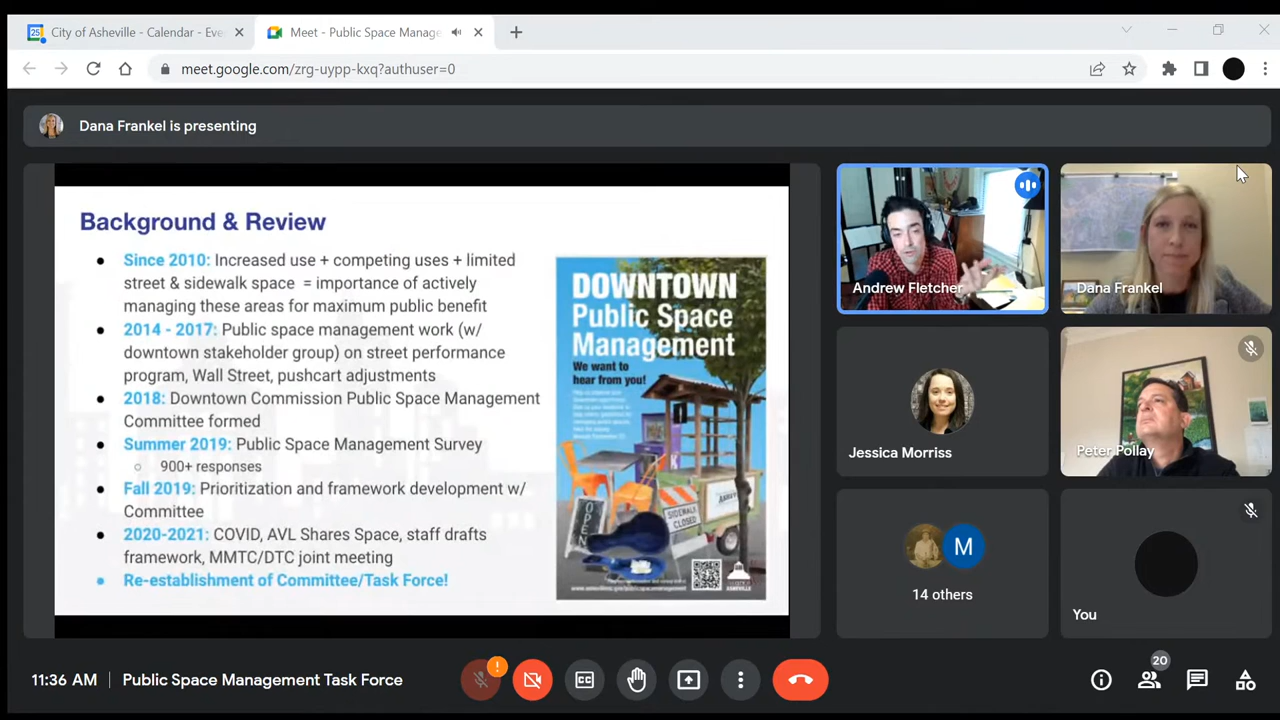 City of Asheville - Calendar - Eve
Meet - Public Space Manage
meet.google.com/zrg-uypp-kxq?authuser=0
Dana Frankel is presenting
Background & Review
Since 2010: Increased use + competing uses + limited
street & sidewalk space = importance of actively
managing these areas for maximum public benefit
2014 - 2017: Public space management work (w/
downtown stakeholder group) on street performance
program, Wall Street, pushcart adjustments
2018: Downtown Commission Public Space Management
Committee formed
Summer 2019: Public Space Management Survey
900+ responses
Fall 2019: Prioritization and framework development w/
Committee
2020-2021: COVID, AVL Shares Space, staff drafts
framework, MMTC/DTC joint meeting
Re-establishment of Committee/Task Force!
DOWNTOWN
Public Space
Management
We want to
hear from you!
OPEN
SIDEWALK
CLOSED
ASHEVILLE
Andrew Fletcher
Dana Frankel
Jessica Morriss
Peter Pollay
M
14 others
You
11:36 AM
Public Space Management Task Force
20